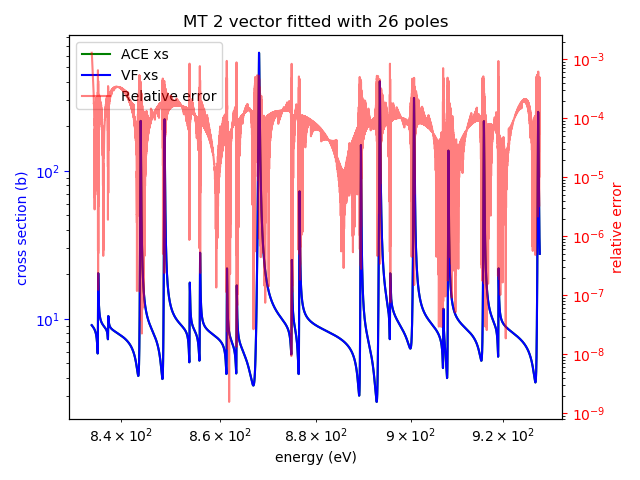 MT 2 vector fitted with 26 poles
ACE xs
VF xs
Relative error
cross section (b)
10²
10¹
10⁻³
10⁻⁴
10⁻⁵
10⁻⁶
10⁻⁷
10⁻⁸
10⁻⁹
relative error
8.4 × 10² 8.6 × 10² 8.8 × 10² 9 × 10² 9.2 × 10²
energy (eV)